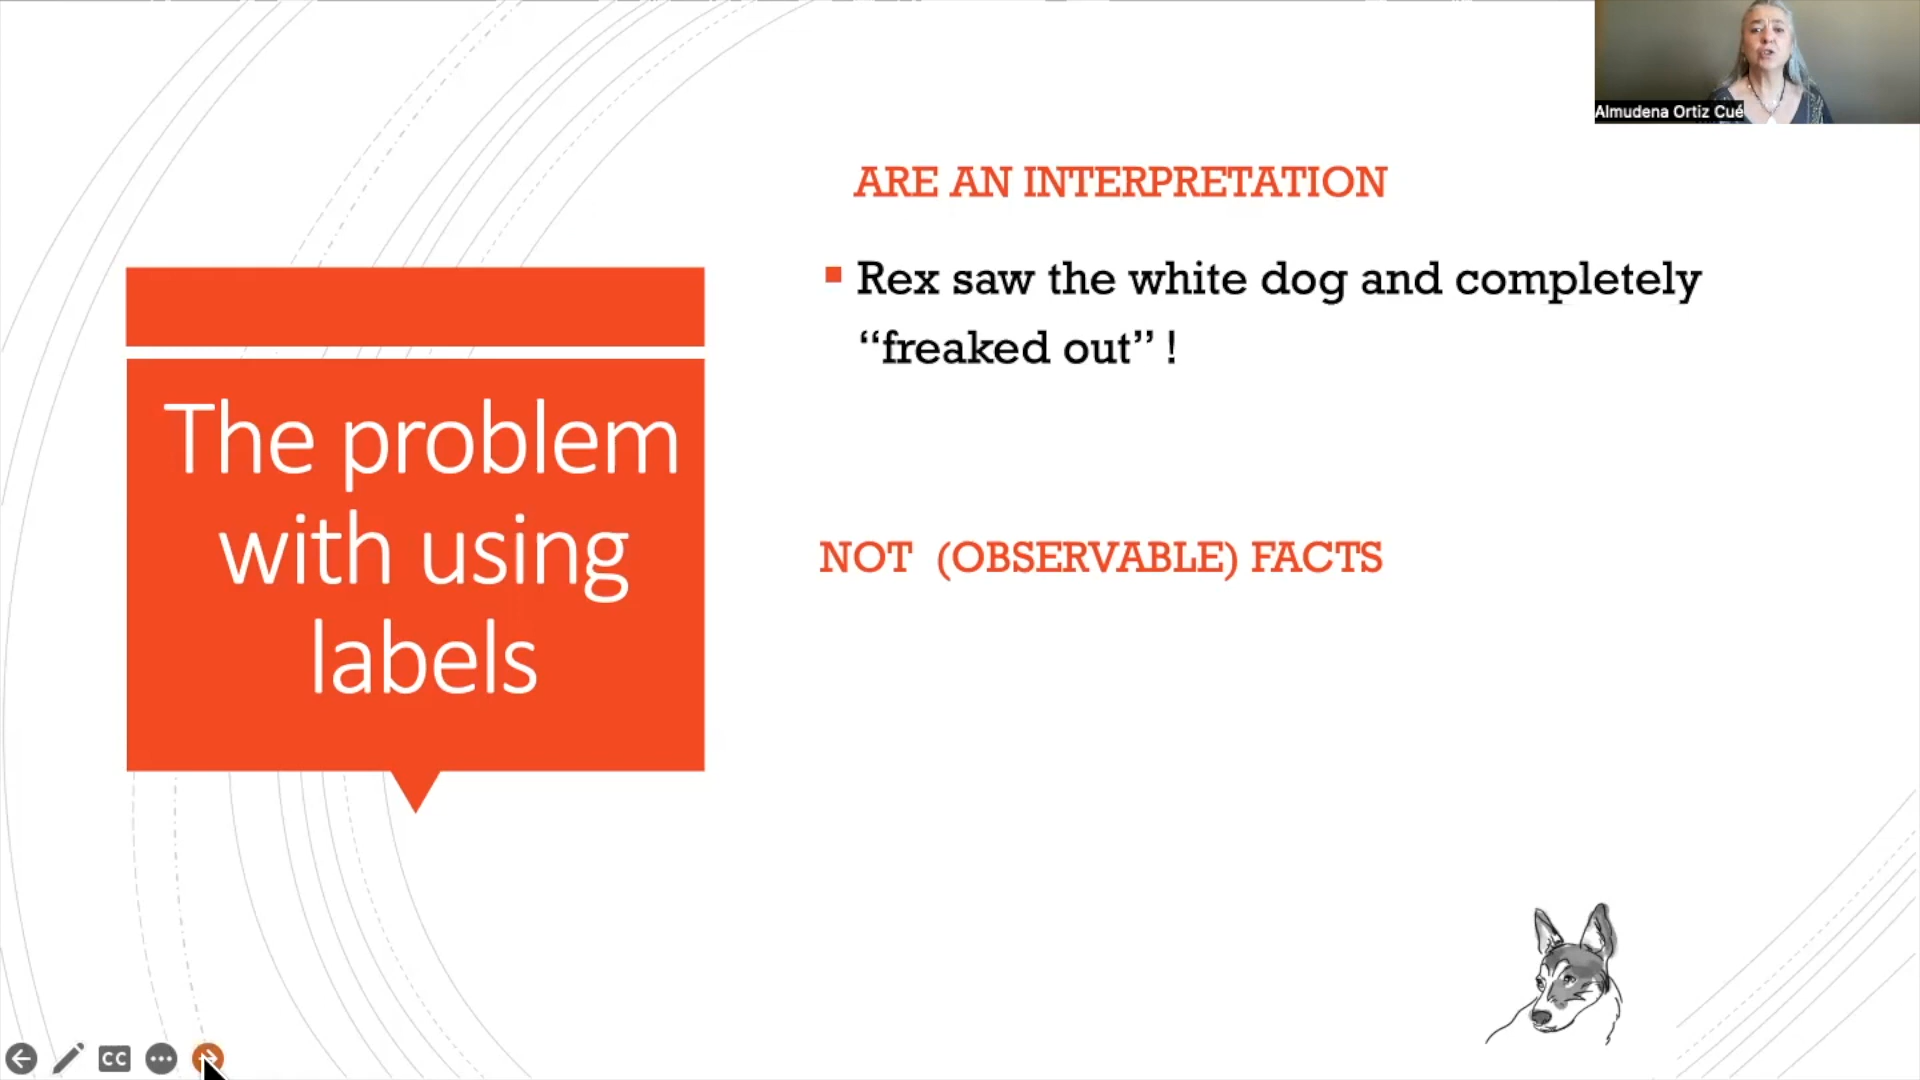 Almudena Ortiz Cué
The problem
with using
labels
ARE AN INTERPRETATION
Rex saw the white dog and completely
“freaked out” !
NOT (OBSERVABLE) FACTS
CC